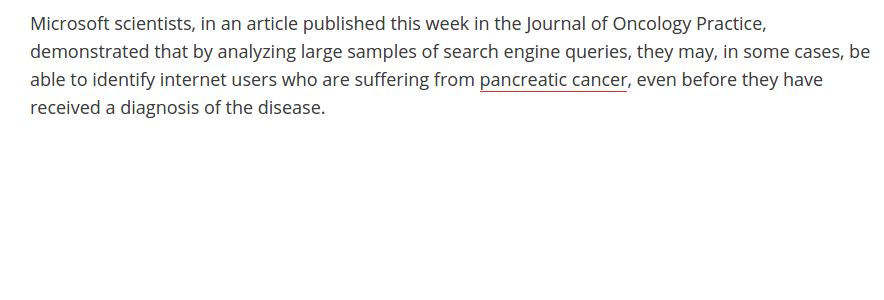 Microsoft scientists, in an article published this week in the Journal of Oncology Practice,
demonstrated that by analyzing large samples of search engine queries, they may, in some cases, be
able to identify internet users who are suffering from pancreatic cancer, even before they have
received a diagnosis of the disease.